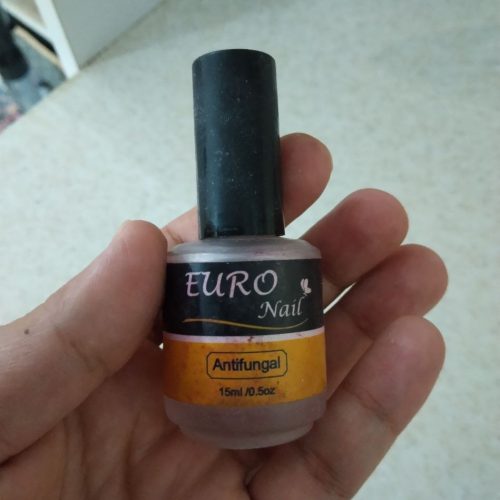 EURO
Nail
Antifungal
15ml /0.5oz